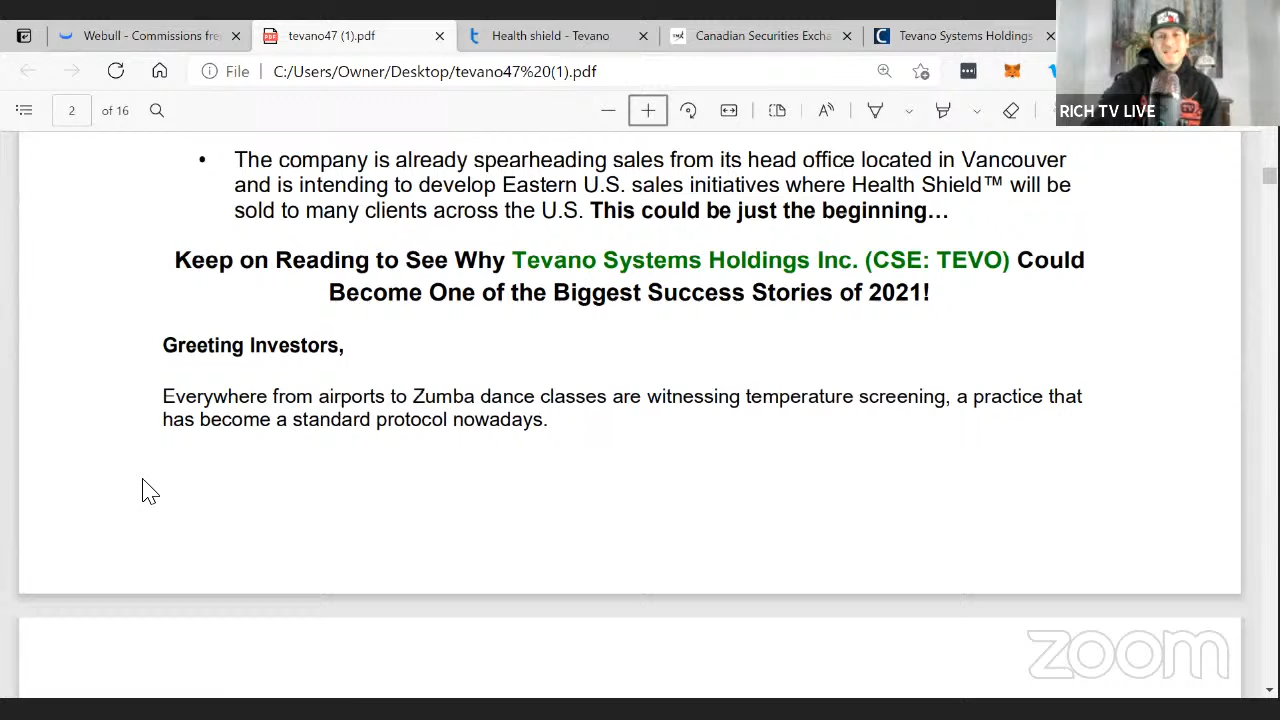 Webull - Commissions fre
tevano47 (1).pdf
Health shield - Tevano
Canadian Securities Excha
Tevano Systems Holdings
File
C:/Users/Owner/Desktop/tevano47%20(1).pdf
2
of 16
RICH TV LIVE
• The company is already spearheading sales from its head office located in Vancouver
and is intending to develop Eastern U.S. sales initiatives where Health Shield™ will be
sold to many clients across the U.S. This could be just the beginning…
Keep on Reading to See Why Tevano Systems Holdings Inc. (CSE: TEVO) Could
Become One of the Biggest Success Stories of 2021!
Greeting Investors,
Everywhere from airports to Zumba dance classes are witnessing temperature screening, a practice that
has become a standard protocol nowadays.
zoom